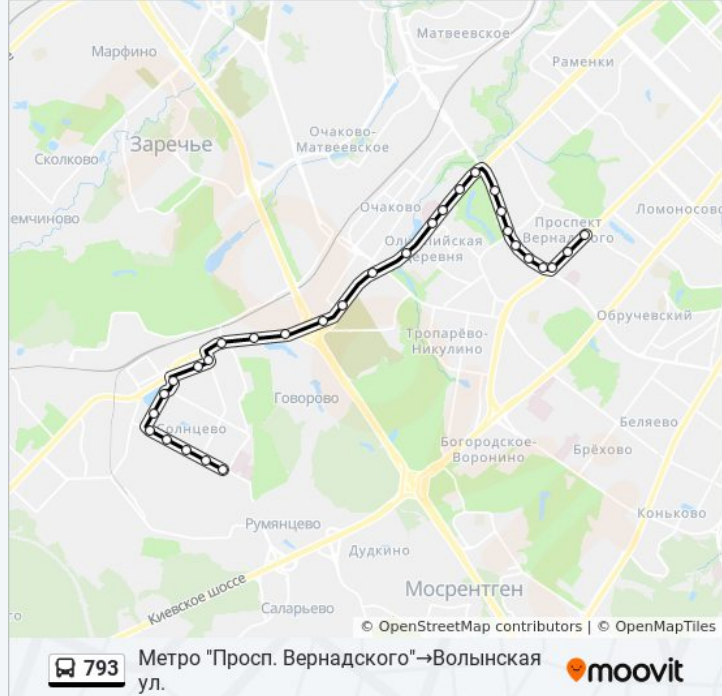 Матвеевское
Марфино
Раменки
Очаково-
Матвеевское
Заречье
Сколково
Очаково
Ломоносовс
емчиново
Проспект
Вернадского
Олимпийская
деревня
Обручевский
Тропарёво-
Никулино
Говорово
Беляево
Солнцево
Богородское-
Воронино
Брёхово
Коньково
Румянцево
Дудкино
Мосрентген
Киевское шоссе
Саларьево
го
© OpenStreetMap contributors | © OpenMapTiles
793
Метро "Просп. Вернадского"→Волынская
ул.
moovit